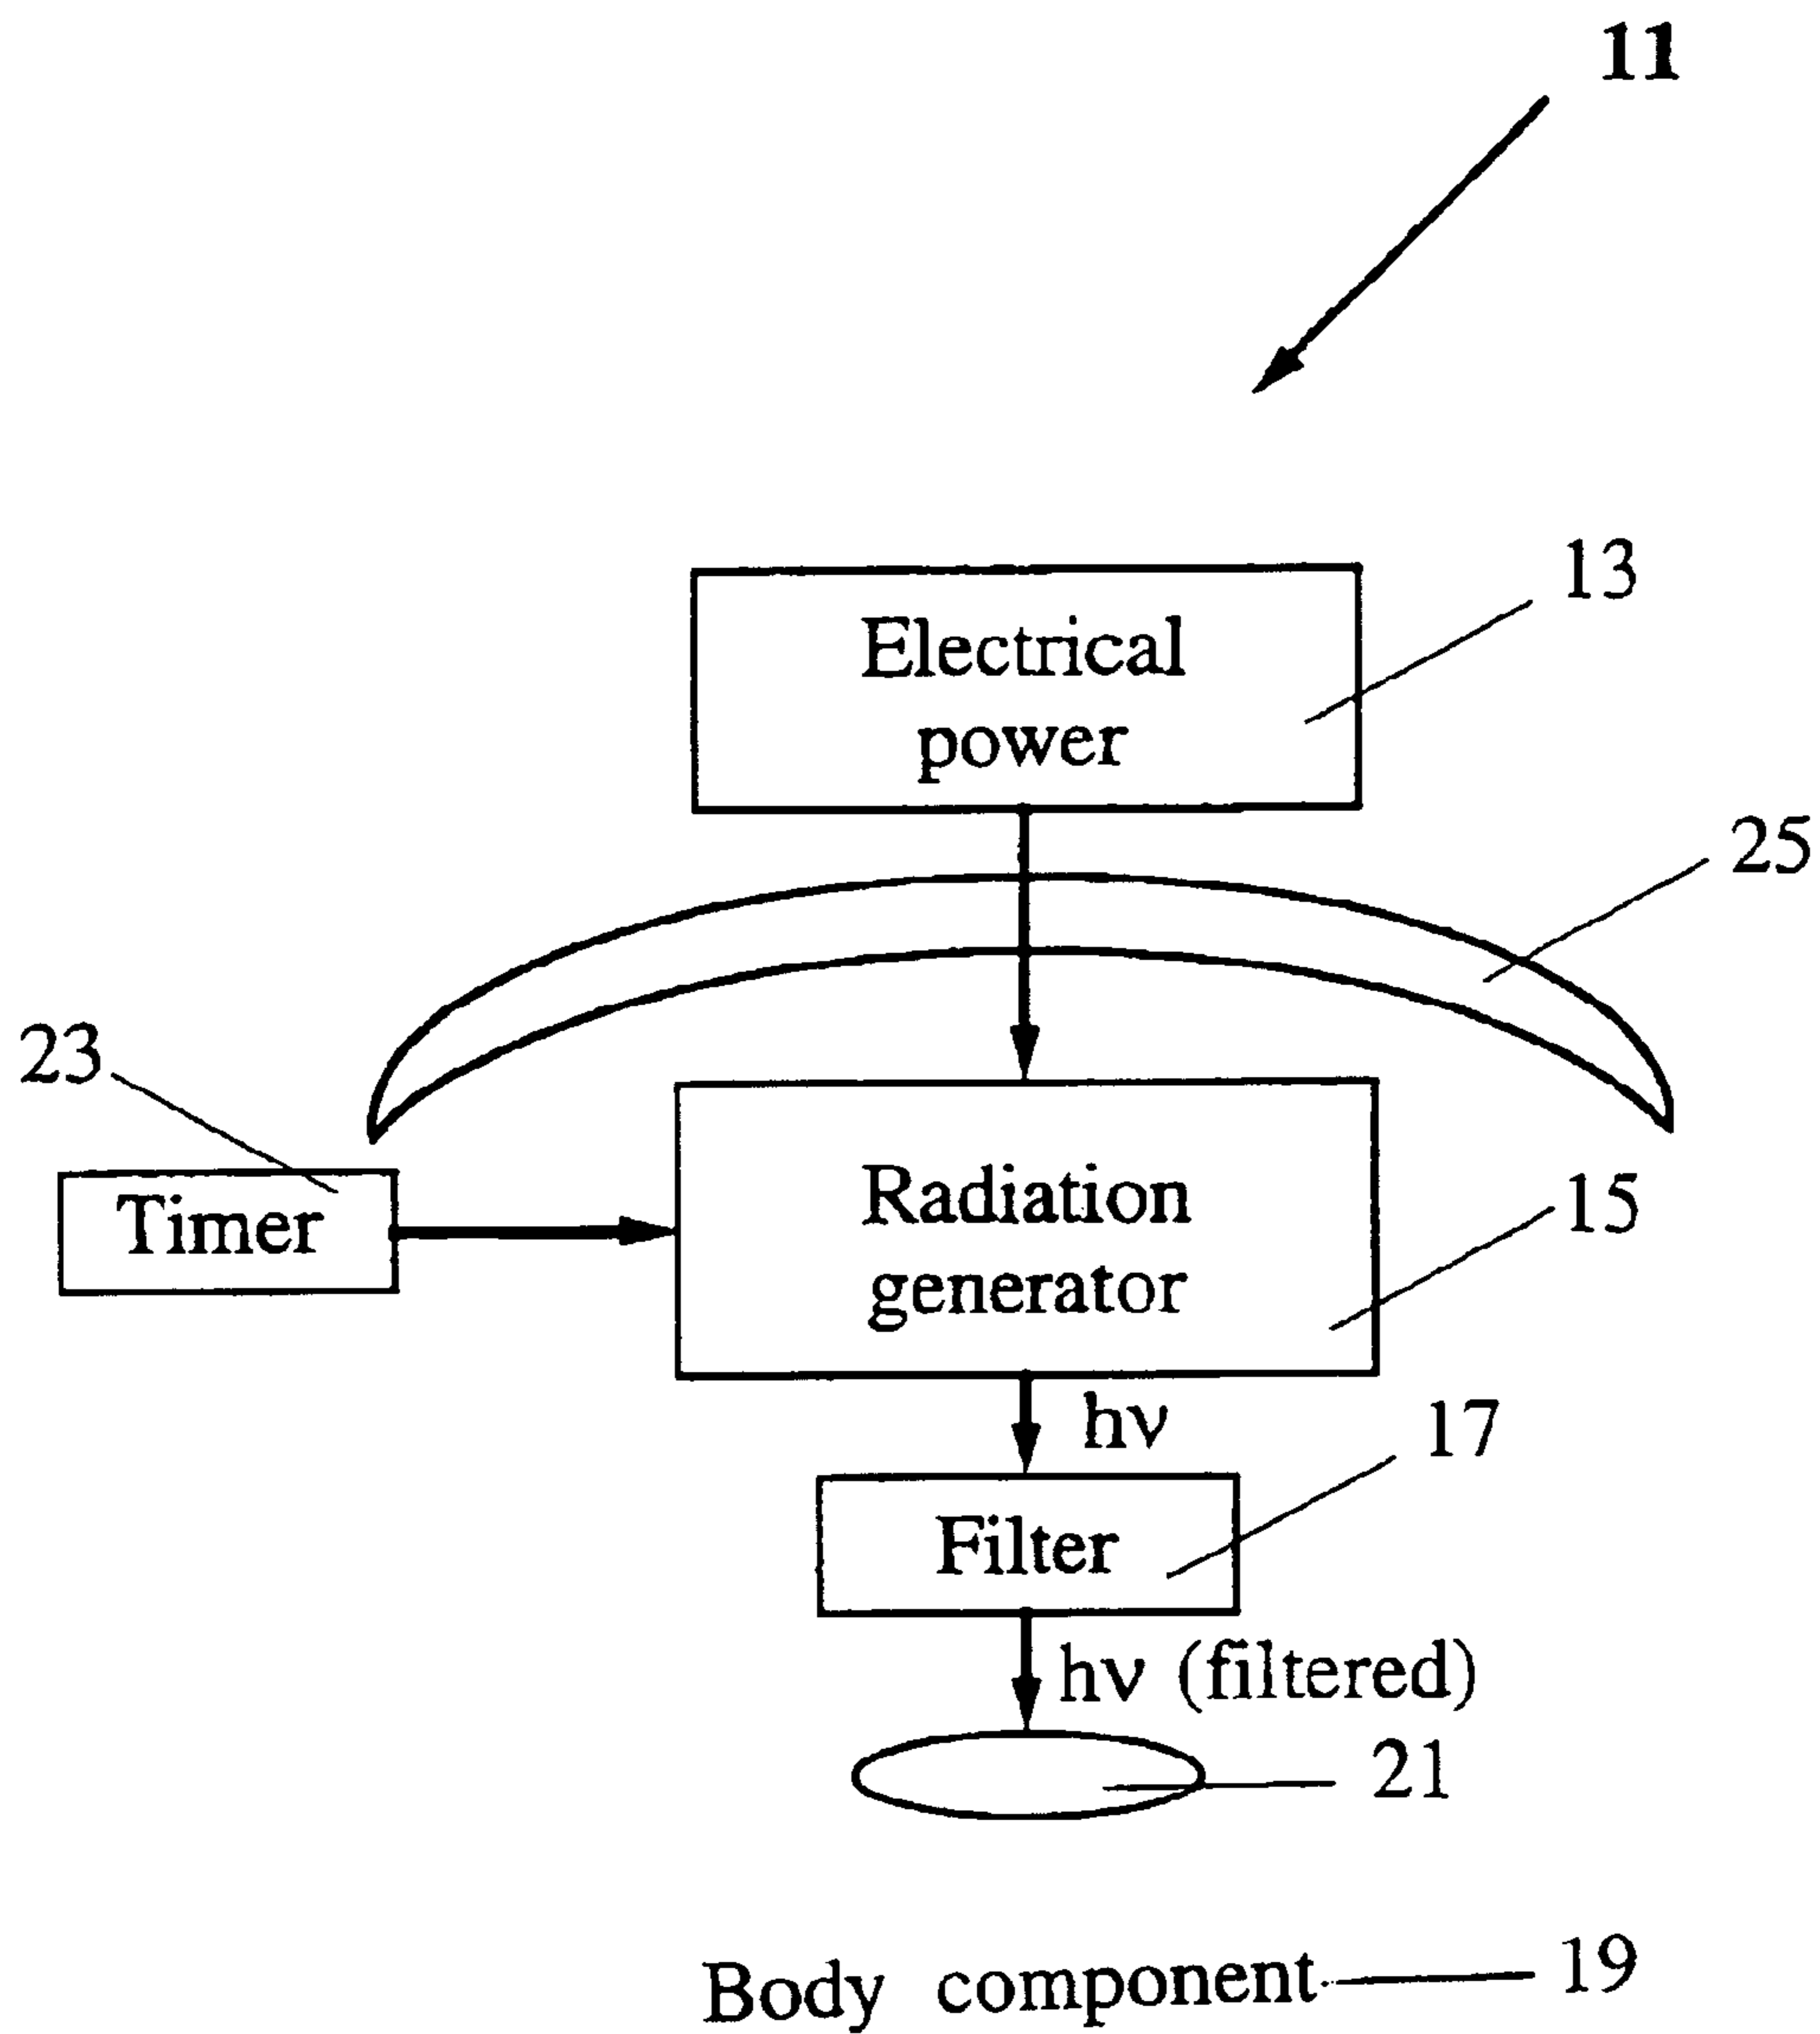 11
13
Electrical
power
25
23
Timer
Radiation
generator
15
hν
17
Filter
hν (filtered)
21
Body component
19